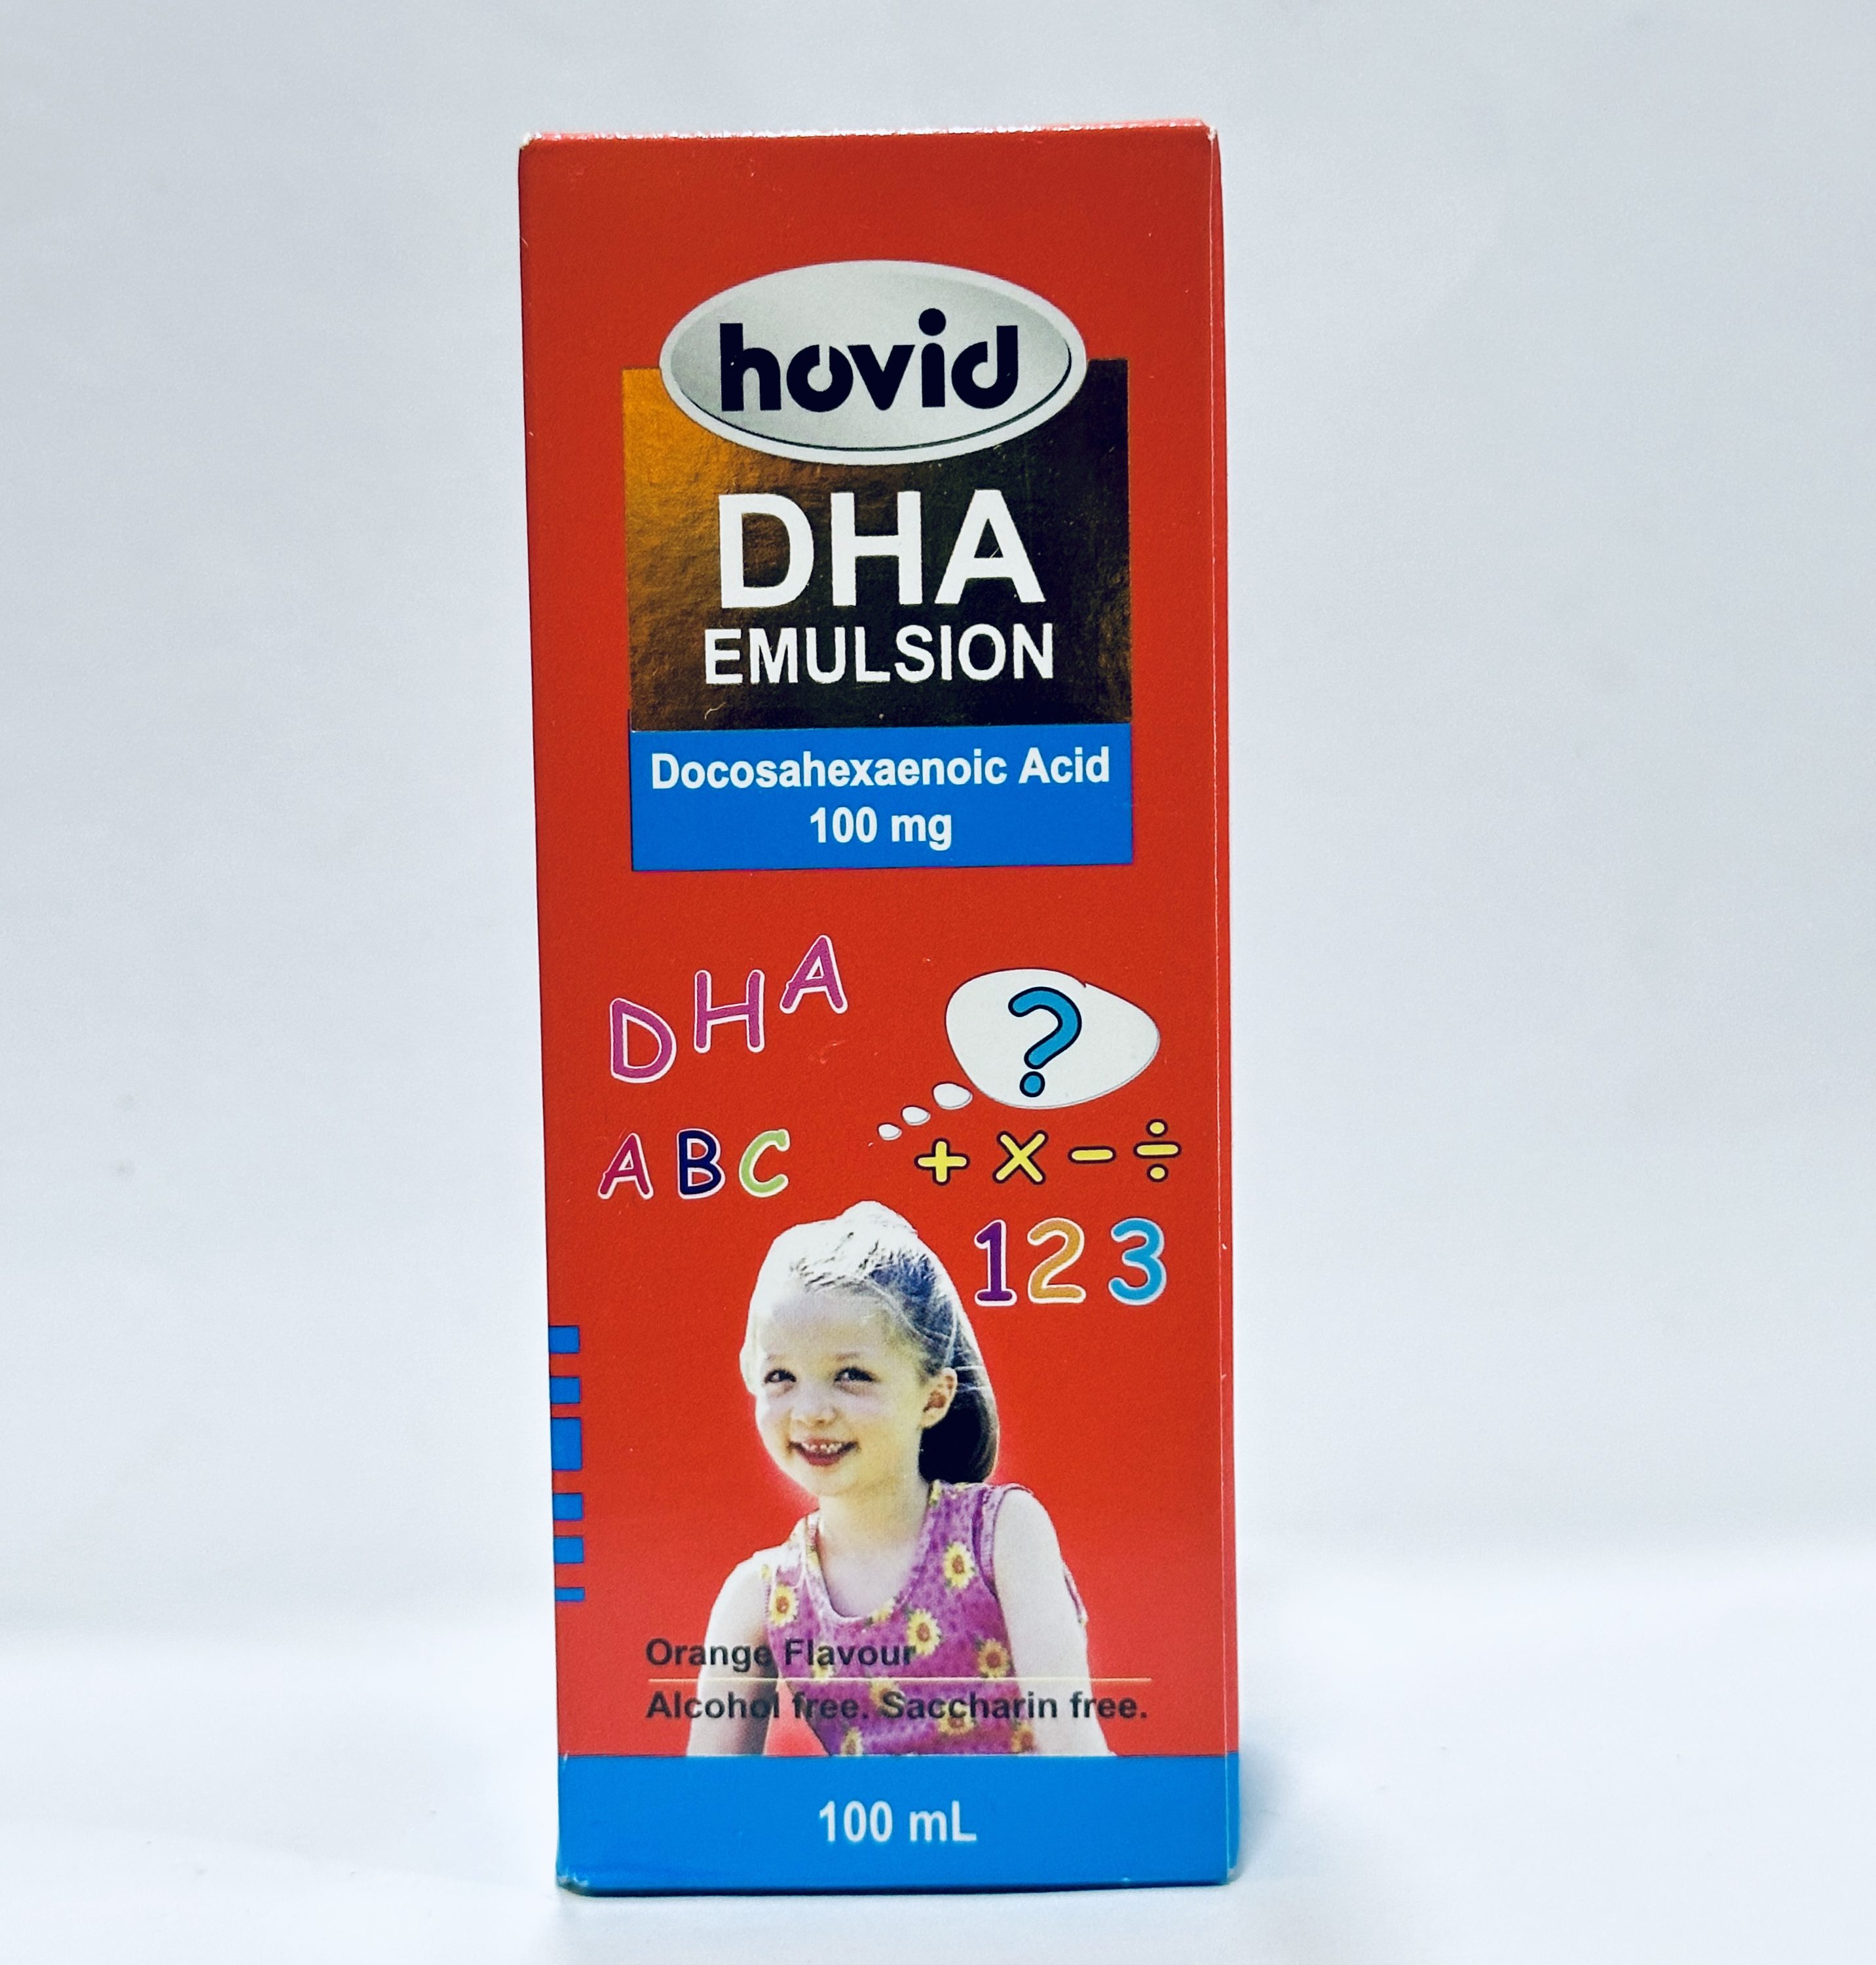 hovid
DHA
EMULSION
Docosahexaenoic Acid
100 mg
DHA
?
ABC
+ × − ÷
123
Orange Flavour
Alcohol free. Saccharin free.
100 mL